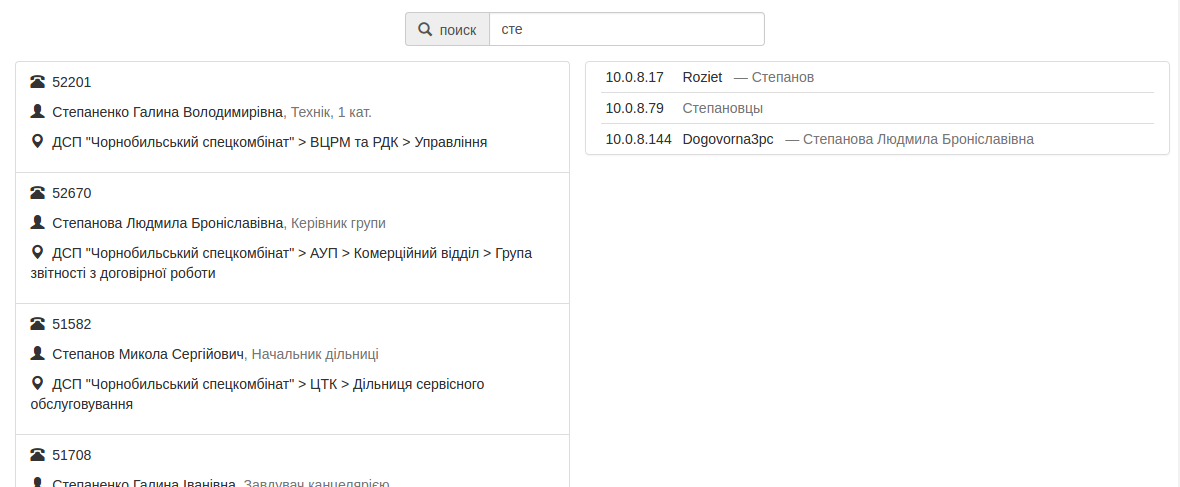 поиск сте
52201
Степаненко Галина Володимирівна, Технік, 1 кат.
ДСП "Чорнобильський спецкомбінат" > ВЦРМ та РДК > Управління
52670
Степанова Людмила Броніславівна, Керівник групи
ДСП "Чорнобильський спецкомбінат" > АУП > Комерційний відділ > Група
звітності з договірної роботи
51582
Степанов Микола Сергійович, Начальник дільниці
ДСП "Чорнобильський спецкомбінат" > ЦТК > Дільниця сервісного
обслуговування
51708
Степаненко Галина Іванівна, Завдувач канцелярією
10.0.8.17 Roziet — Степанов
10.0.8.79 Степановцы
10.0.8.144 Dogovorna3pc — Степанова Людмила Броніславівна